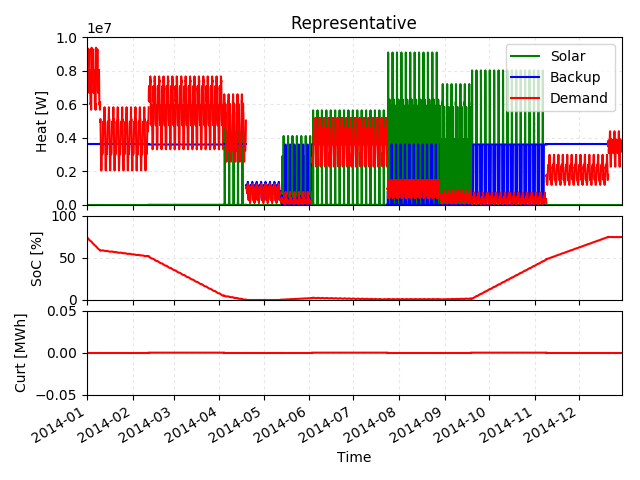 Representative
1e7
1.0
0.8
0.6
0.4
0.2
0.0
Heat [W]
Solar
Backup
Demand
100
50
0
SoC [%]
0.05
0.00
−0.05
Curt [MWh]
2014-01
2014-02
2014-03
2014-04
2014-05
2014-06
2014-07
2014-08
2014-09
2014-10
2014-11
2014-12
Time